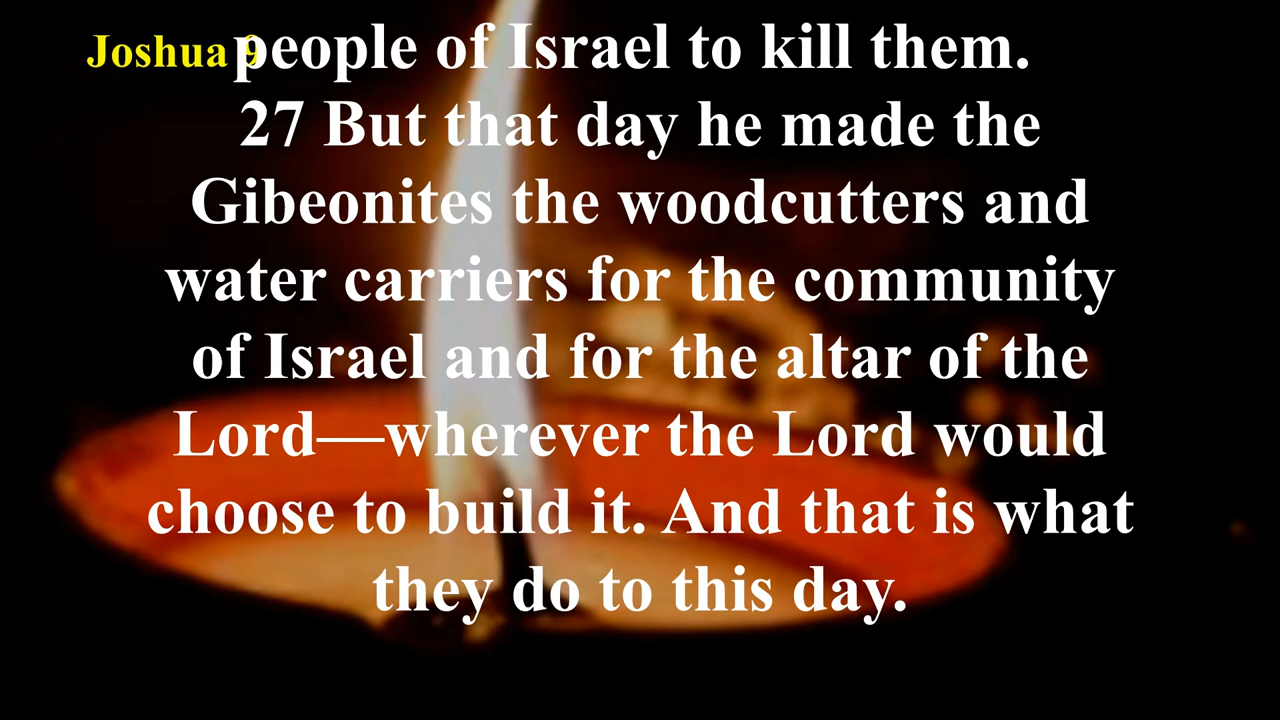 Joshua 9
people of Israel to kill them.
27 But that day he made the
Gibeonites the woodcutters and
water carriers for the community
of Israel and for the altar of the
Lord—wherever the Lord would
choose to build it. And that is what
they do to this day.